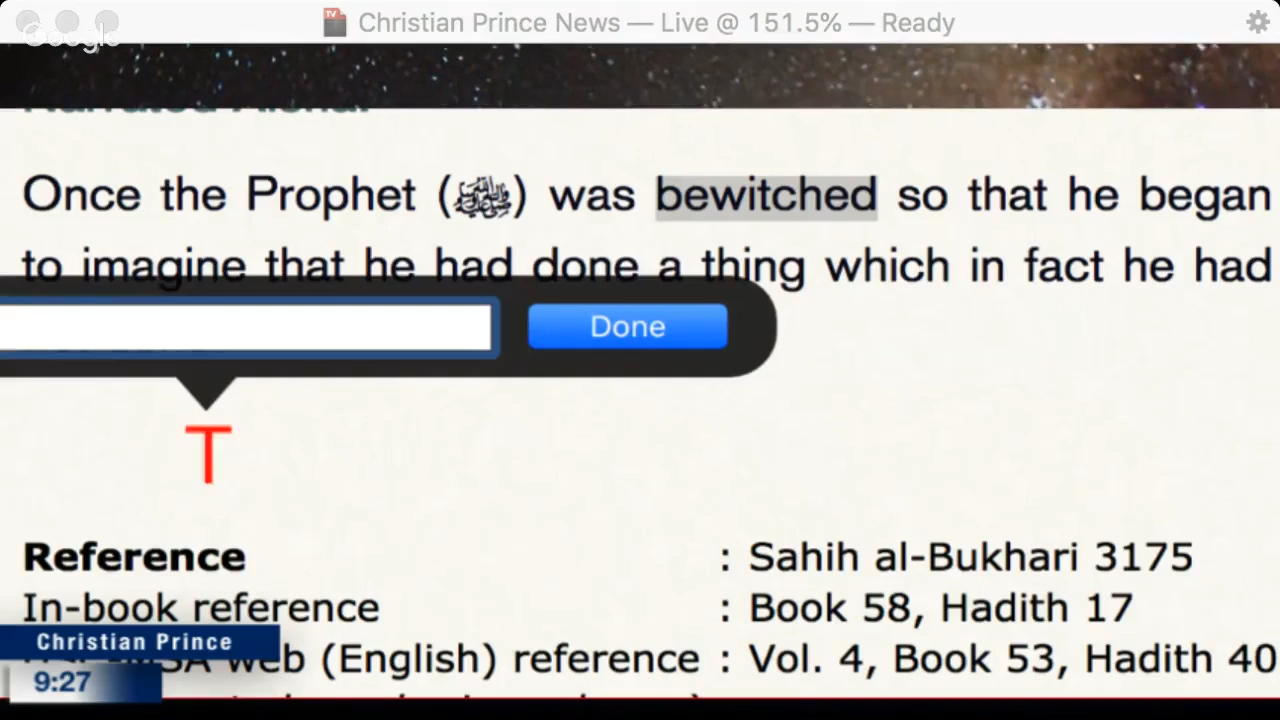 Christian Prince News — Live @ 151.5% — Ready
Google
Narrated Aisha:
Once the Prophet (ﷺ) was bewitched so that he began
to imagine that he had done a thing which in fact he had
Done
T
Reference : Sahih al-Bukhari 3175
In-book reference : Book 58, Hadith 17
web (English) reference : Vol. 4, Book 53, Hadith 40
Christian Prince
9:27